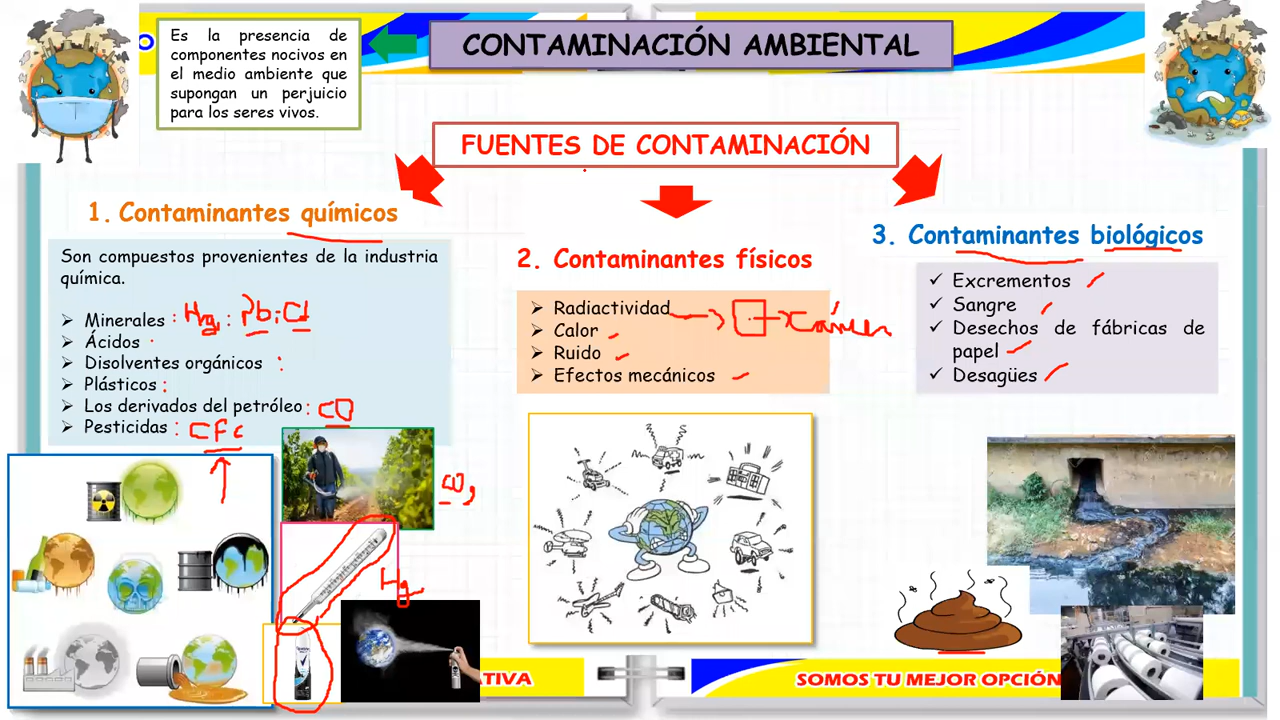 Es la presencia de
componentes nocivos en
el medio ambiente que
supongan un perjuicio
para los seres vivos.
CONTAMINACIÓN AMBIENTAL
FUENTES DE CONTAMINACIÓN
1. Contaminantes químicos
Son compuestos provenientes de la industria
química.
➢ Minerales : Hg : Pb ; Cd
➢ Ácidos
➢ Disolventes orgánicos :
➢ Plásticos :
➢ Los derivados del petróleo : CO
➢ Pesticidas : CFC
Hg
2. Contaminantes físicos
➢ Radiactividad
➢ Calor
➢ Ruido
➢ Efectos mecánicos
3. Contaminantes biológicos
✓ Excrementos
✓ Sangre
✓ Desechos de fábricas de
papel
✓ Desagües
TIVA
SOMOS TU MEJOR OPCIÓN